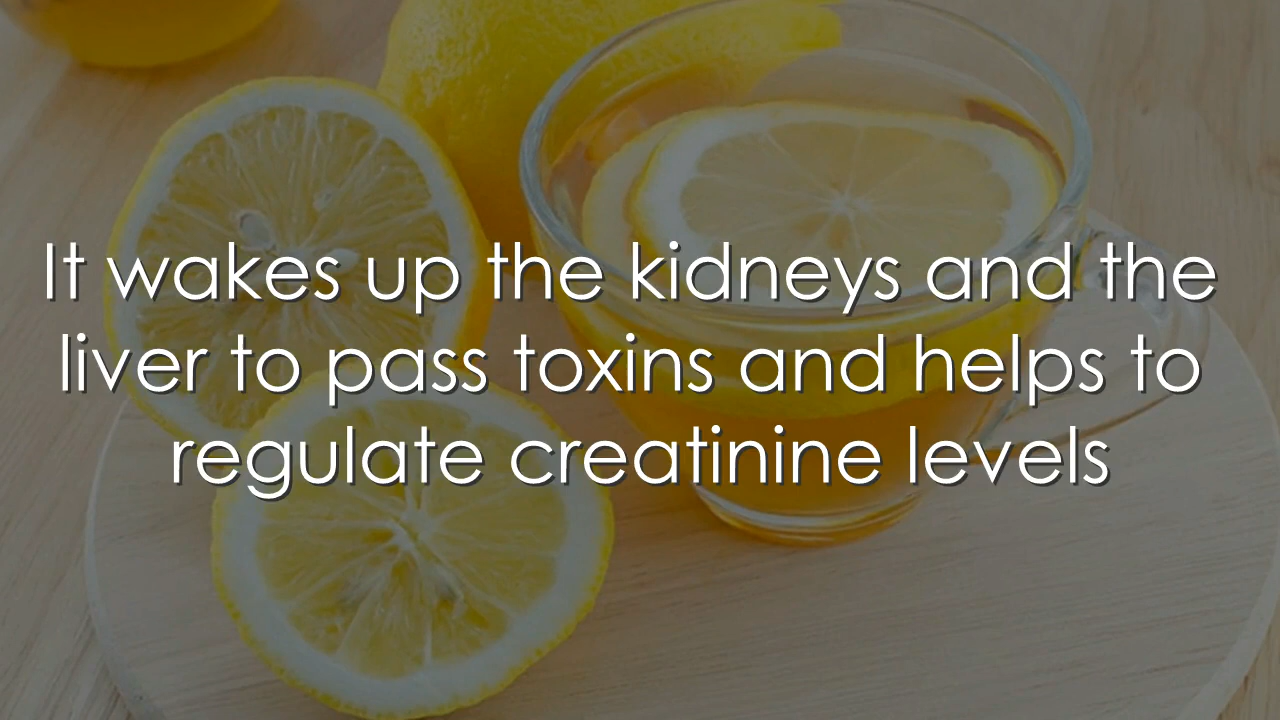 It wakes up the kidneys and the
liver to pass toxins and helps to
regulate creatinine levels